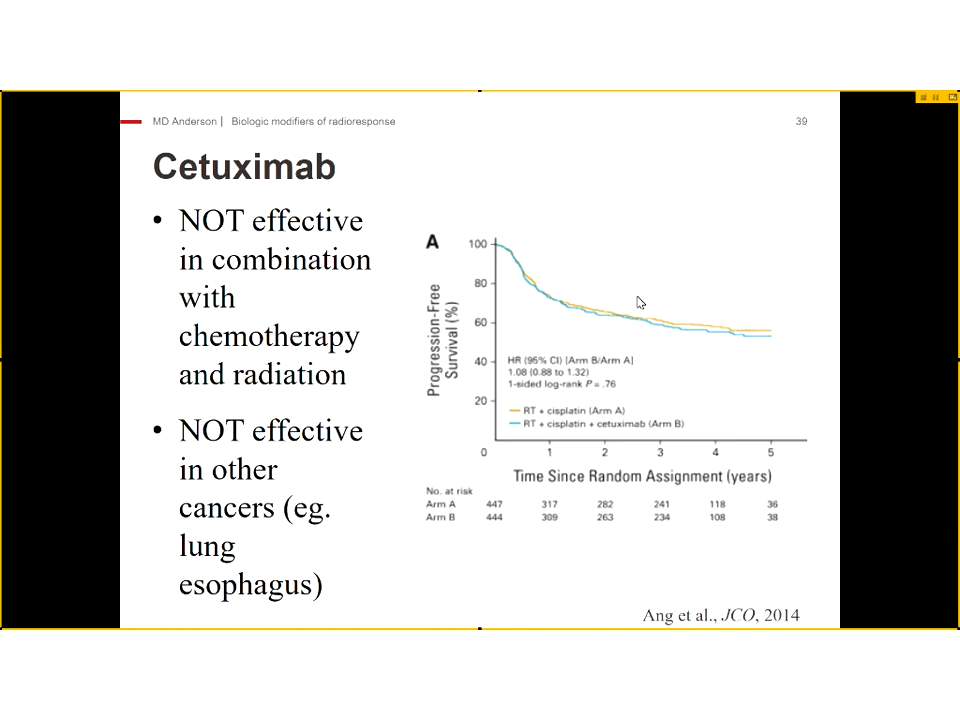 MD Anderson | Biologic modifiers of radioresponse
39
Cetuximab
• NOT effective
in combination
with
chemotherapy
and radiation
• NOT effective
in other
cancers (eg.
lung
esophagus)
A
Progression-Free
Survival (%)
100
80
60
40
20
0
HR (95% CI) [Arm B/Arm A]
1.08 (0.88 to 1.32)
1-sided log-rank P = .76
RT + cisplatin (Arm A)
RT + cisplatin + cetuximab (Arm B)
1 2 3 4 5
Time Since Random Assignment (years)
No. at risk
Arm A 447 317 282 241 118 36
Arm B 444 309 263 234 108 38
Ang et al., JCO, 2014